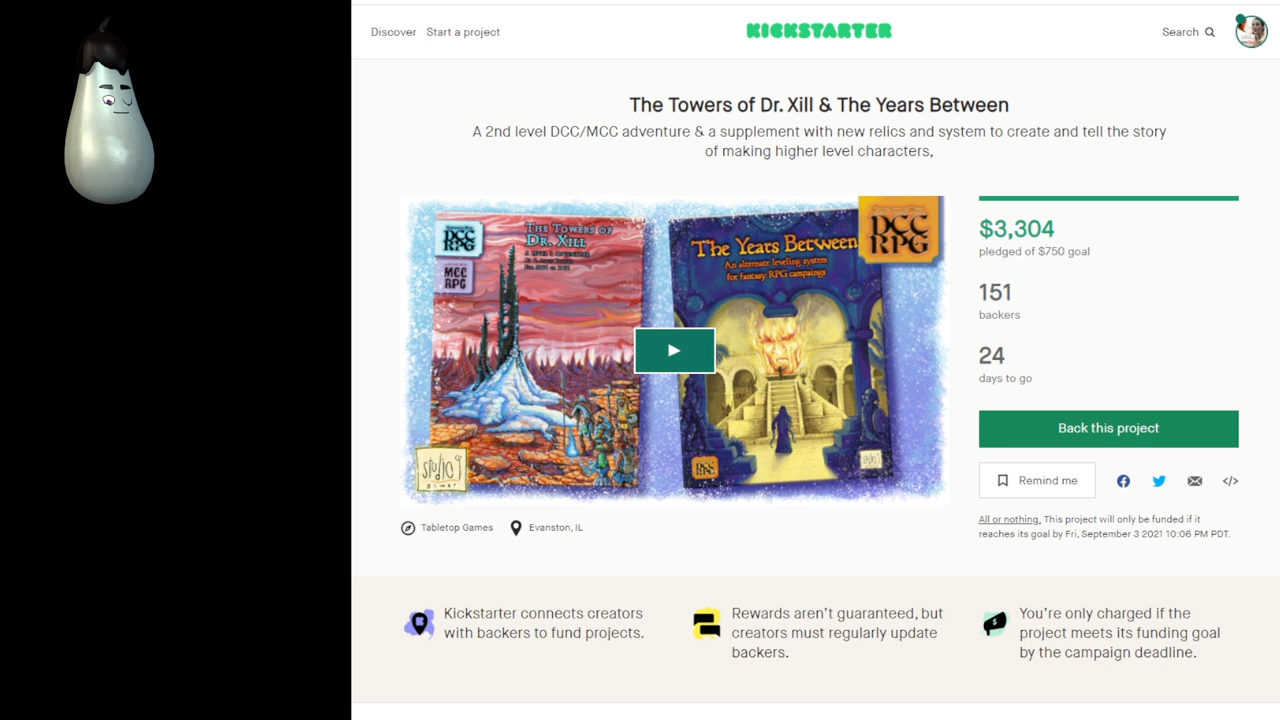 Discover Start a project
KICKSTARTER
Search
The Towers of Dr. Xill & The Years Between
A 2nd level DCC/MCC adventure & a supplement with new relics and system to create and tell the story
of making higher level characters,
DCC
RPG
MCC
RPG
THE TOWERS OF
DR. XILL
The Years Between
An alternate leveling system
for fantasy RPG campaigns
DCC
RPG
$3,304
pledged of $750 goal
151
backers
24
days to go
Back this project
Remind me
All or nothing. This project will only be funded if it
reaches its goal by Fri, September 3 2021 10:06 PM PDT.
Tabletop Games
Evanston, IL
Kickstarter connects creators
with backers to fund projects.
Rewards aren't guaranteed, but
creators must regularly update
backers.
You're only charged if the
project meets its funding goal
by the campaign deadline.